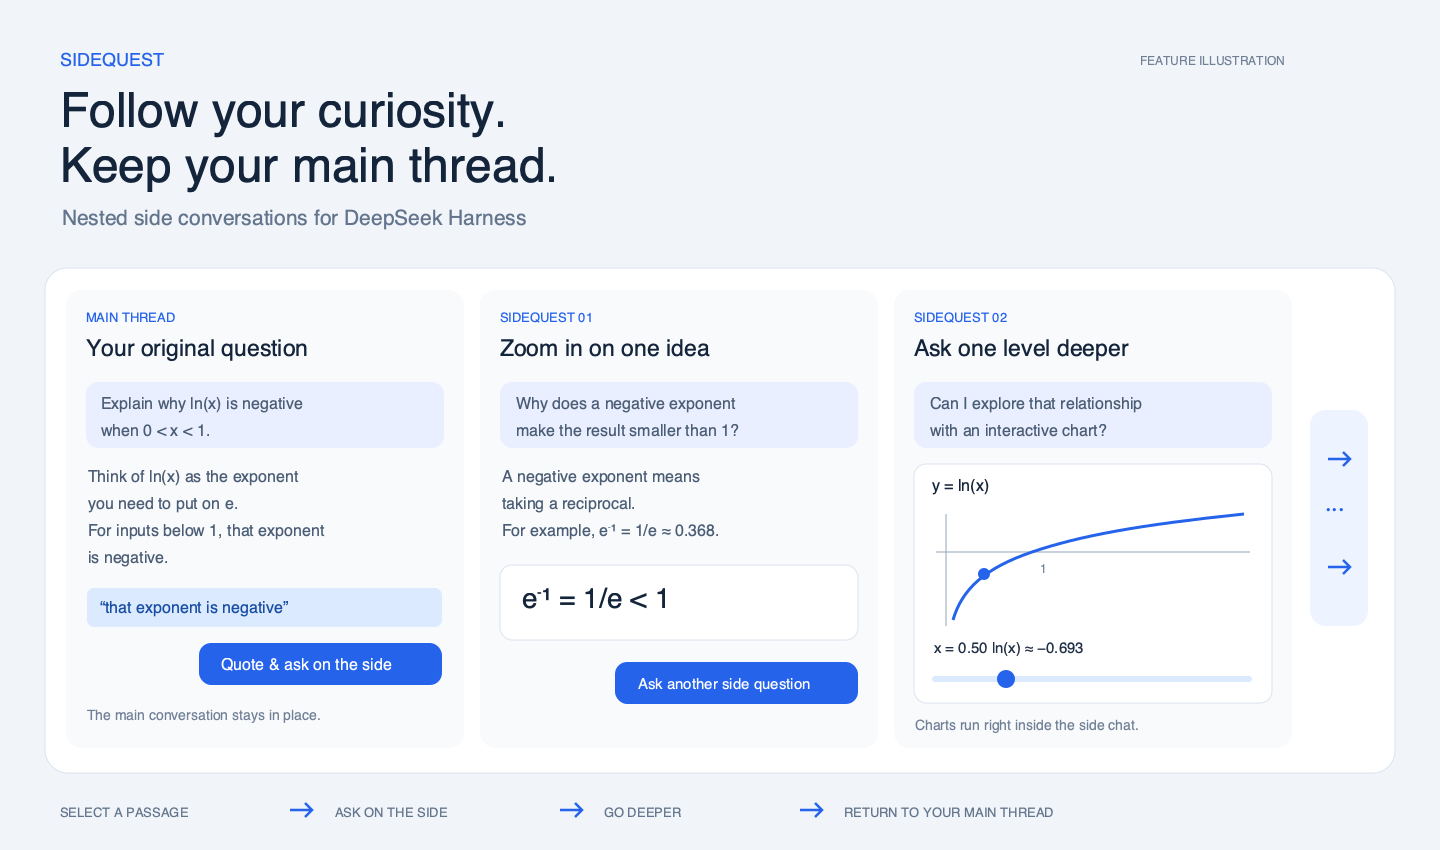 SIDEQUEST
FEATURE ILLUSTRATION
Follow your curiosity.
Keep your main thread.
Nested side conversations for DeepSeek Harness
MAIN THREAD
Your original question
Explain why ln(x) is negative
when 0 < x < 1.
Think of ln(x) as the exponent
you need to put on e.
For inputs below 1, that exponent
is negative.
“that exponent is negative”
Quote & ask on the side
The main conversation stays in place.
SIDEQUEST 01
Zoom in on one idea
Why does a negative exponent
make the result smaller than 1?
A negative exponent means
taking a reciprocal.
For example, e⁻¹ = 1/e ≈ 0.368.
e⁻¹ = 1/e < 1
Ask another side question
SIDEQUEST 02
Ask one level deeper
Can I explore that relationship
with an interactive chart?
y = ln(x)
1
x = 0.50 ln(x) ≈ −0.693
Charts run right inside the side chat.
→
...
→
SELECT A PASSAGE → ASK ON THE SIDE → GO DEEPER → RETURN TO YOUR MAIN THREAD